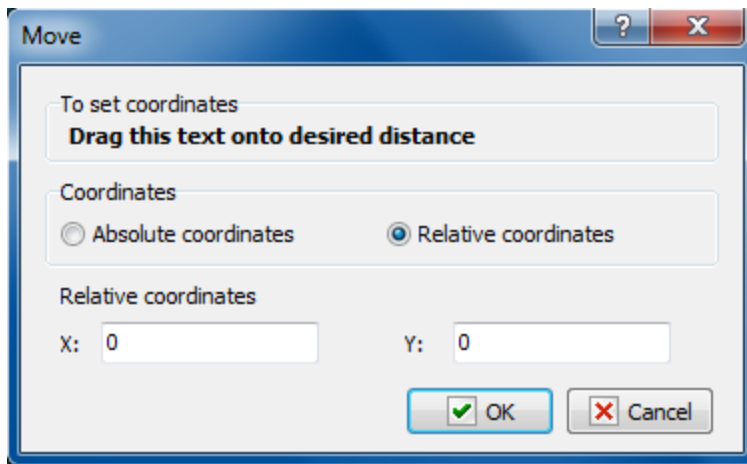 Move
To set coordinates
Drag this text onto desired distance
Coordinates
Absolute coordinates Relative coordinates
Relative coordinates
X: 0 Y: 0
OK Cancel